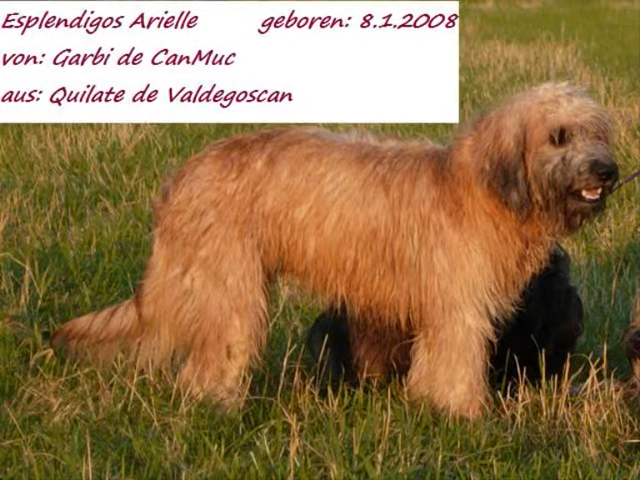 Esplendigos Arielle geboren: 8.1.2008
von: Garbi de CanMuc
aus: Quilate de Valdegoscan